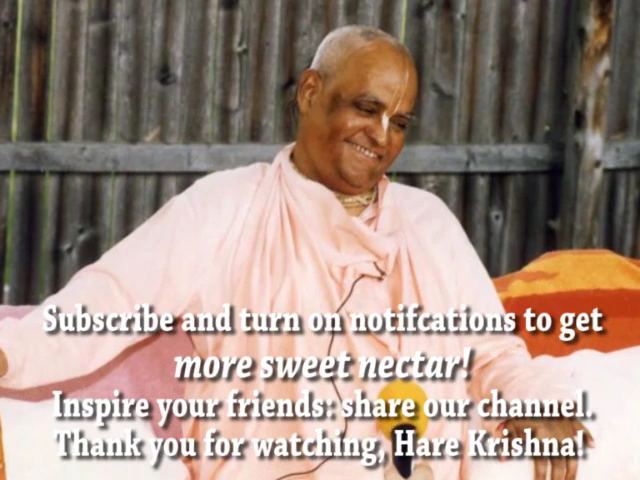 Subscribe and turn on notifcations to get
more sweet nectar!
Inspire your friends: share our channel.
Thank you for watching, Hare Krishna!